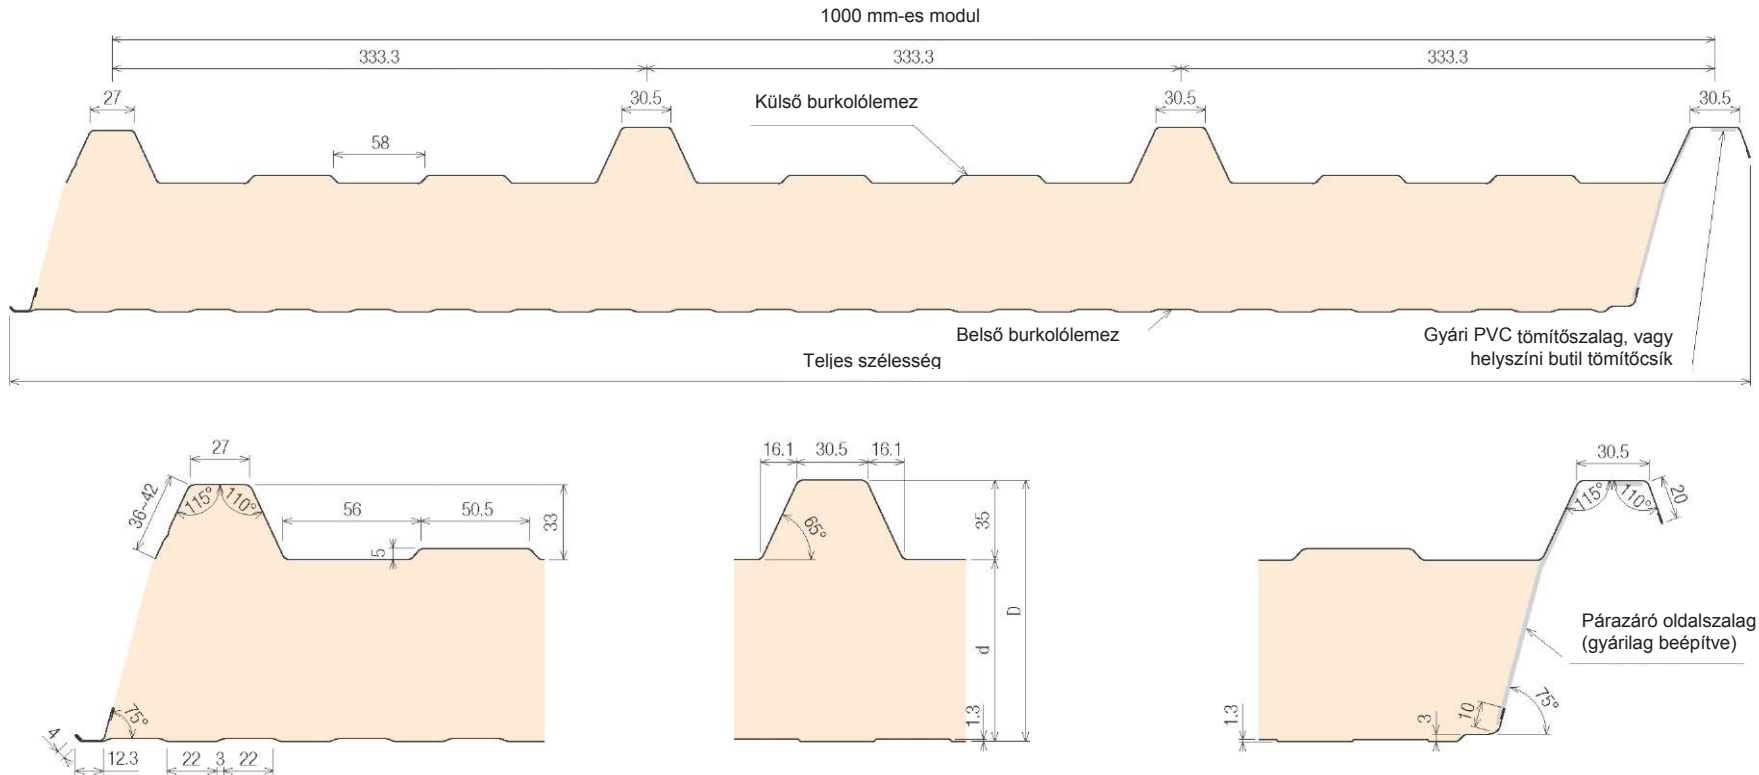 1000 mm-es modul
333.3 333.3 333.3
27 30.5 Külső burkolólemez 30.5 30.5
58
Belső burkolólemez Gyári PVC tömítőszalag, vagy
Teljes szélesség helyszíni butil tömítőcsík
27
36~42 115° 110°
56 50.5 33
5
75°
4 12.3 22 3 22
16.1 30.5 16.1
65° 35
D
d
1.3
30.5
115° 110° 20
Párazáró oldalszalag
(gyárilag beépítve)
75°
1.3 3 10